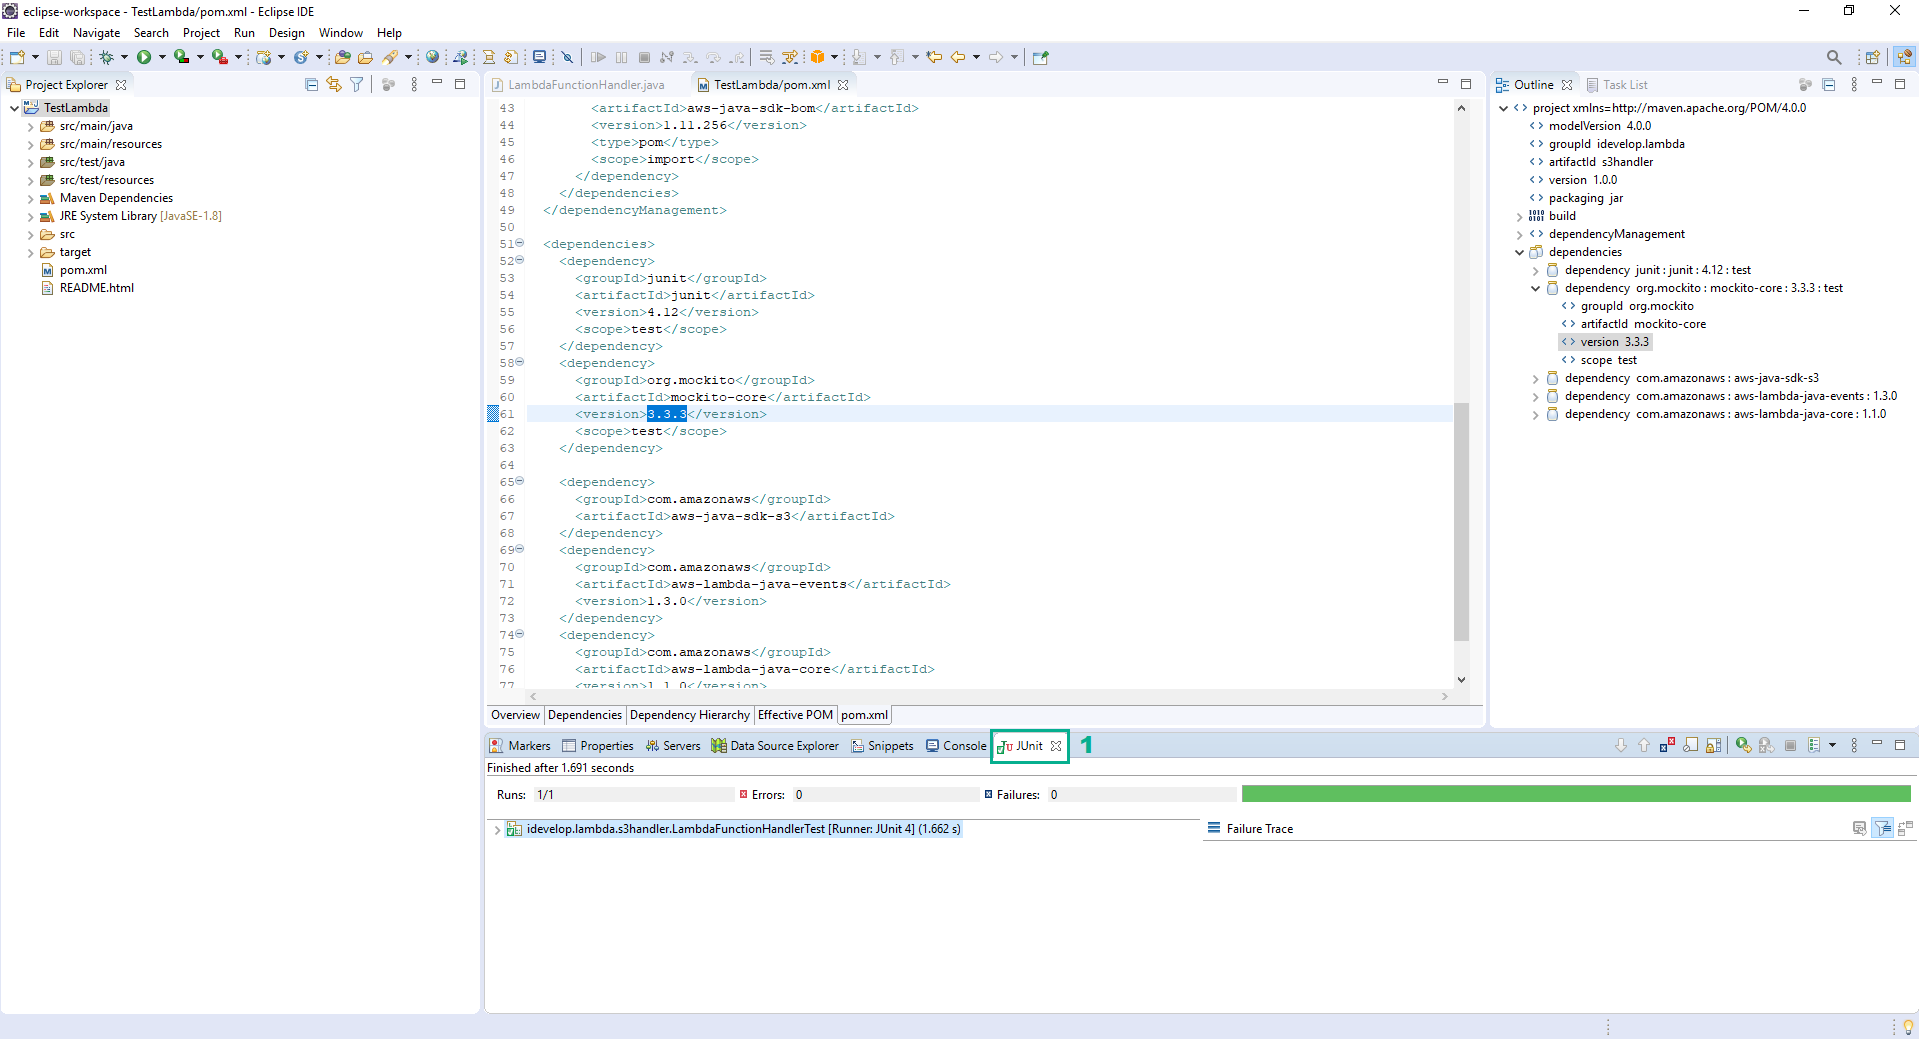 eclipse-workspace - TestLambda/pom.xml - Eclipse IDE
File Edit Navigate Search Project Run Design Window Help
Project Explorer
TestLambda
src/main/java
src/main/resources
src/test/java
src/test/resources
Maven Dependencies
JRE System Library [JavaSE-1.8]
src
target
pom.xml
README.html
LambdaFunctionHandler.java
TestLambda/pom.xml
43 <artifactId>aws-java-sdk-bom</artifactId>
44 <version>1.11.256</version>
45 <type>pom</type>
46 <scope>import</scope>
47 </dependency>
48 </dependencies>
49 </dependencyManagement>
50
51 <dependencies>
52 <dependency>
53 <groupId>junit</groupId>
54 <artifactId>junit</artifactId>
55 <version>4.12</version>
56 <scope>test</scope>
57 </dependency>
58 <dependency>
59 <groupId>org.mockito</groupId>
60 <artifactId>mockito-core</artifactId>
61 <version>3.3.3</version>
62 <scope>test</scope>
63 </dependency>
64
65 <dependency>
66 <groupId>com.amazonaws</groupId>
67 <artifactId>aws-java-sdk-s3</artifactId>
68 </dependency>
69 <dependency>
70 <groupId>com.amazonaws</groupId>
71 <artifactId>aws-lambda-java-events</artifactId>
72 <version>1.3.0</version>
73 </dependency>
74 <dependency>
75 <groupId>com.amazonaws</groupId>
76 <artifactId>aws-lambda-java-core</artifactId>
77 <version>1.1.0</version>
Overview Dependencies Dependency Hierarchy Effective POM pom.xml
Outline Task List
project xmlns=http://maven.apache.org/POM/4.0.0
modelVersion 4.0.0
groupId idevelop.lambda
artifactId s3handler
version 1.0.0
packaging jar
build
dependencyManagement
dependencies
dependency junit : junit : 4.12 : test
dependency org.mockito : mockito-core : 3.3.3 : test
groupId org.mockito
artifactId mockito-core
version 3.3.3
scope test
dependency com.amazonaws : aws-java-sdk-s3
dependency com.amazonaws : aws-lambda-java-events : 1.3.0
dependency com.amazonaws : aws-lambda-java-core : 1.1.0
Markers Properties Servers Data Source Explorer Snippets Console JUnit 1
Finished after 1.691 seconds
Runs: 1/1 Errors: 0 Failures: 0
idevelop.lambda.s3handler.LambdaFunctionHandlerTest [Runner: JUnit 4] (1.662 s)
Failure Trace